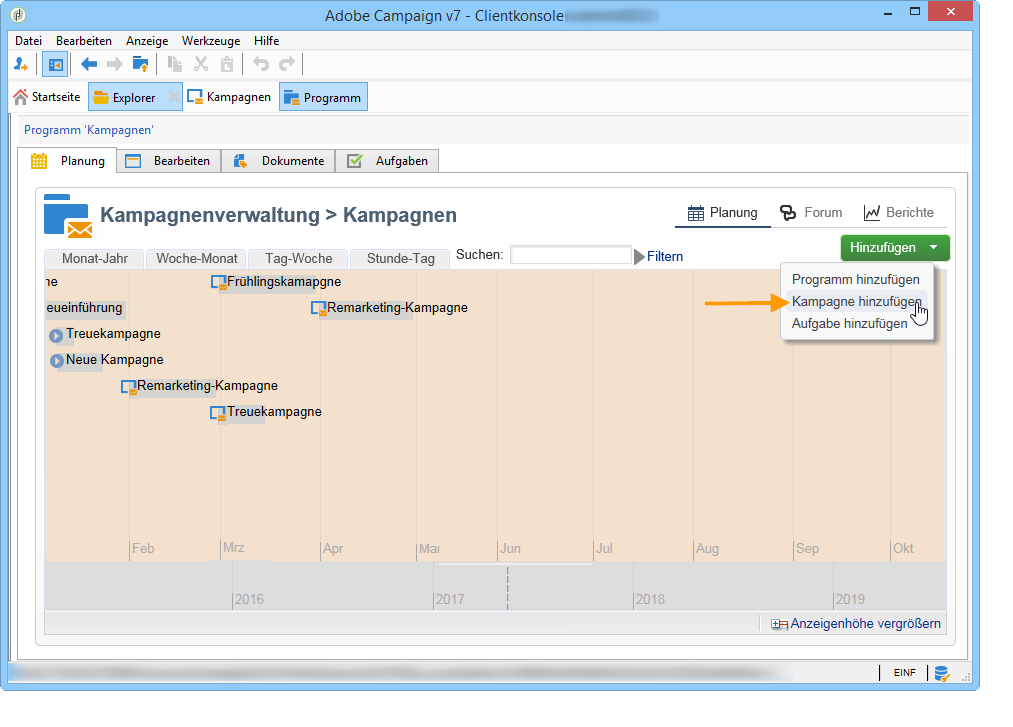 Adobe Campaign v7 - Clientkonsole
Datei Bearbeiten Anzeige Werkzeuge Hilfe
Startseite Explorer Kampagnen Programm
Programm 'Kampagnen'
Planung Bearbeiten Dokumente Aufgaben
Kampagnenverwaltung > Kampagnen
Planung Forum Berichte
Hinzufügen
Monat-Jahr Woche-Monat Tag-Woche Stunde-Tag Suchen: Filtern
Programm hinzufügen
Kampagne hinzufügen
Aufgabe hinzufügen
ne Frühlingskamapgne
eueinführung Remarketing-Kampagne
Treuekampagne
Neue Kampagne
Remarketing-Kampagne
Treuekampagne
Feb Mrz Apr Mai Jun Jul Aug Sep Okt
2016 2017 2018 2019
Anzeigenhöhe vergrößern
EINF